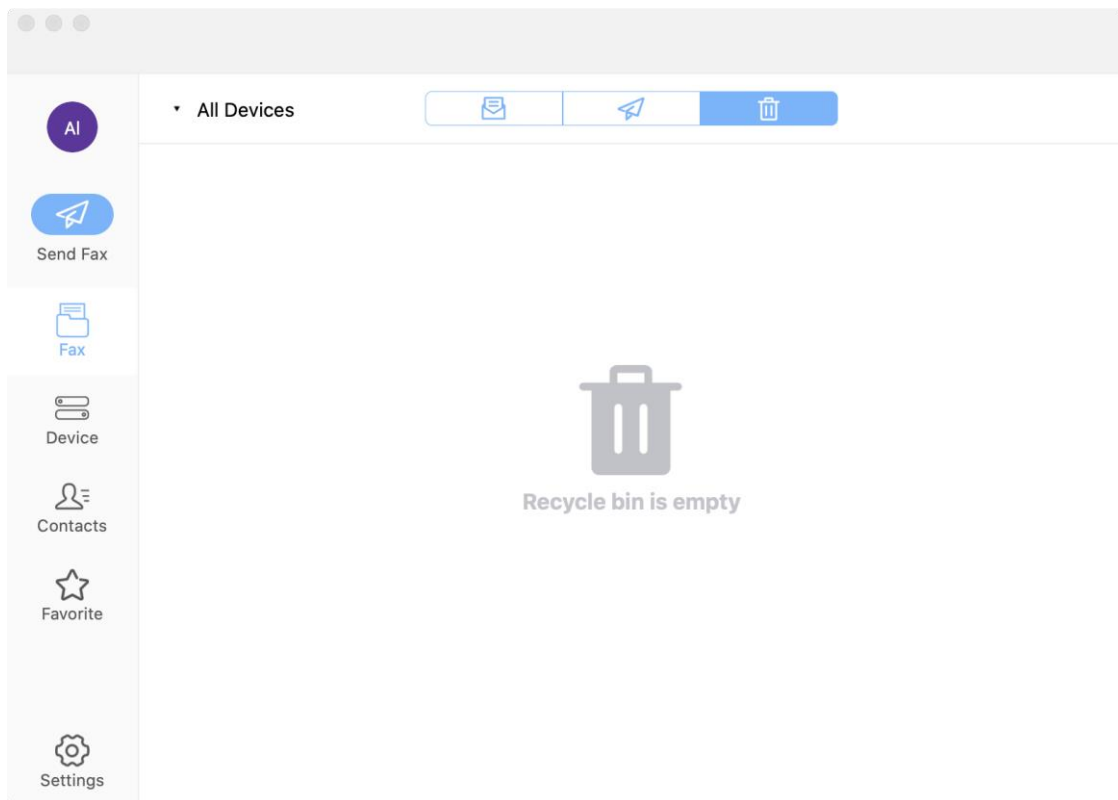 AI
All Devices
Send Fax
Fax
Device
Contacts
Favorite
Settings
Recycle bin is empty